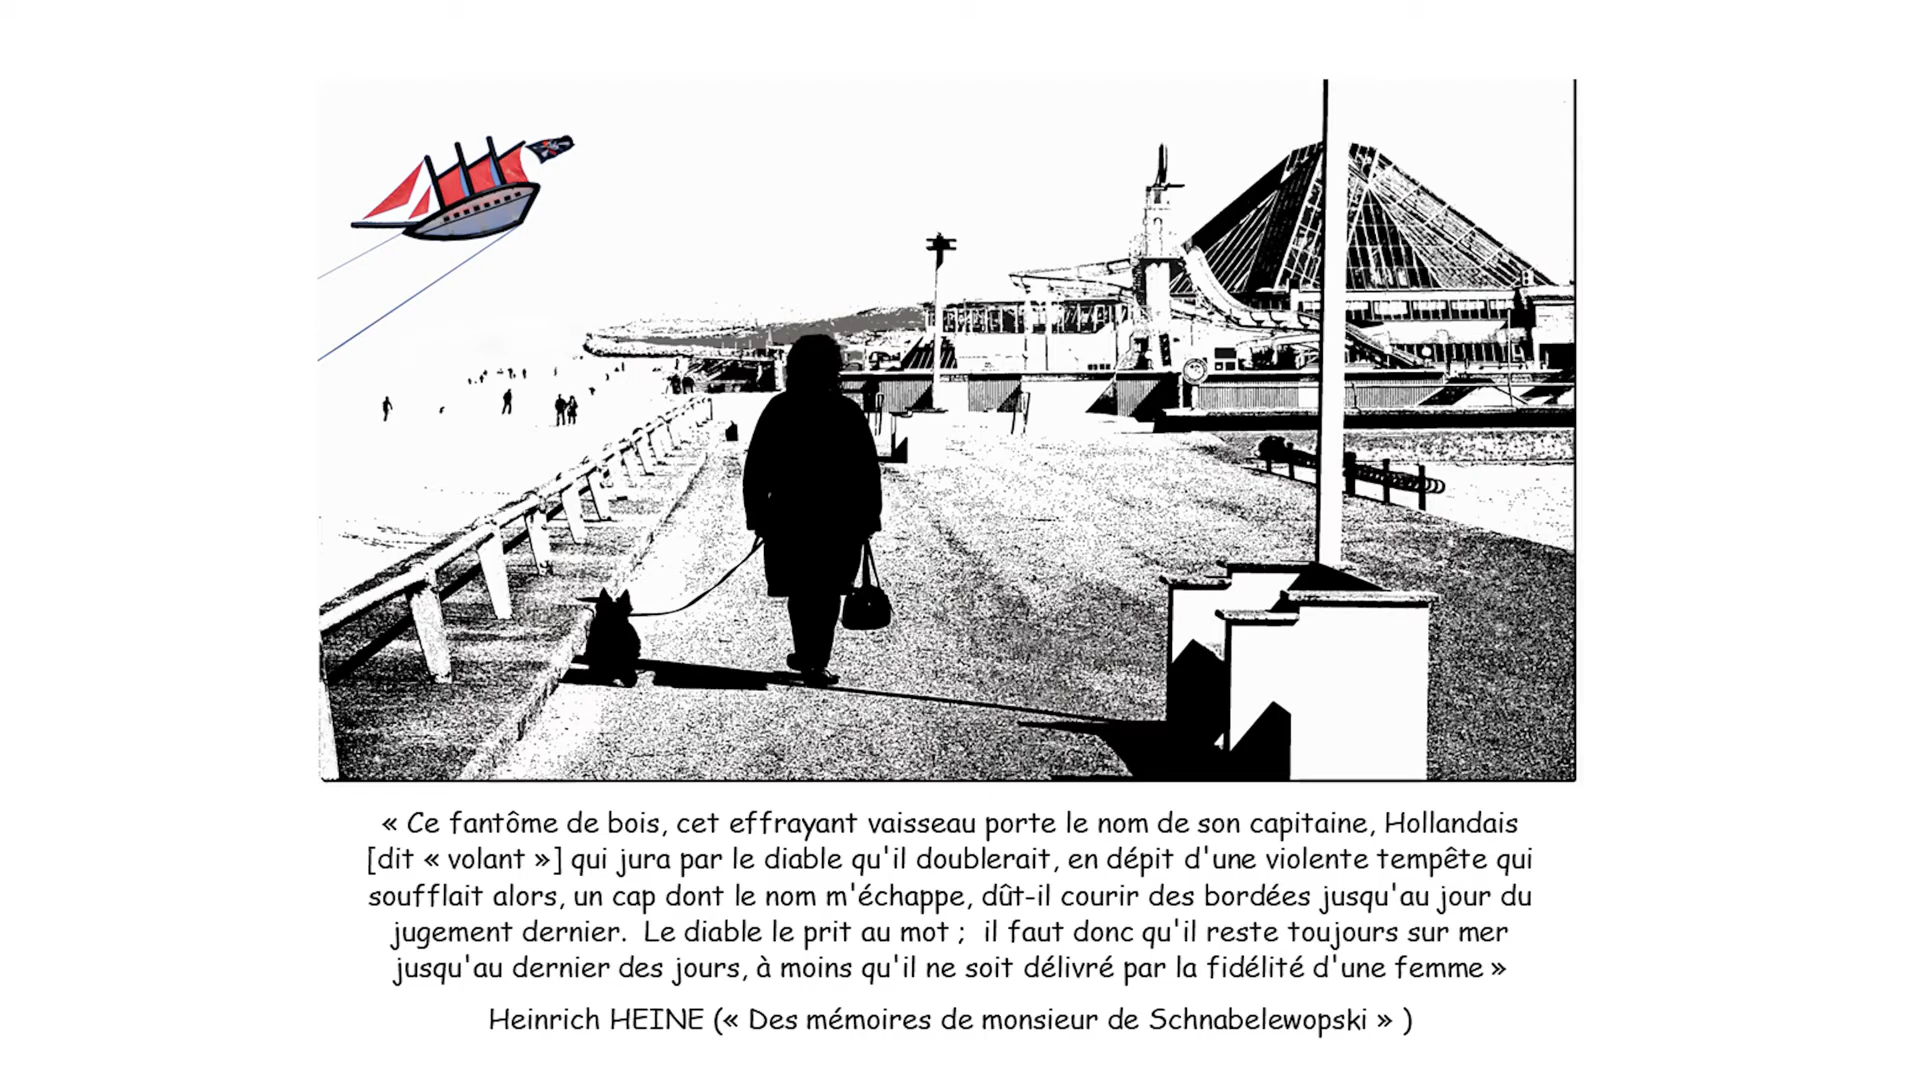 « Ce fantôme de bois, cet effrayant vaisseau porte le nom de son capitaine, Hollandais
[dit « volant »] qui jura par le diable qu'il doublerait, en dépit d'une violente tempête qui
soufflait alors, un cap dont le nom m'échappe, dût-il courir des bordées jusqu'au jour du
jugement dernier. Le diable le prit au mot ; il faut donc qu'il reste toujours sur mer
jusqu'au dernier des jours, à moins qu'il ne soit délivré par la fidélité d'une femme »
Heinrich HEINE (« Des mémoires de monsieur de Schnabelewopski » )